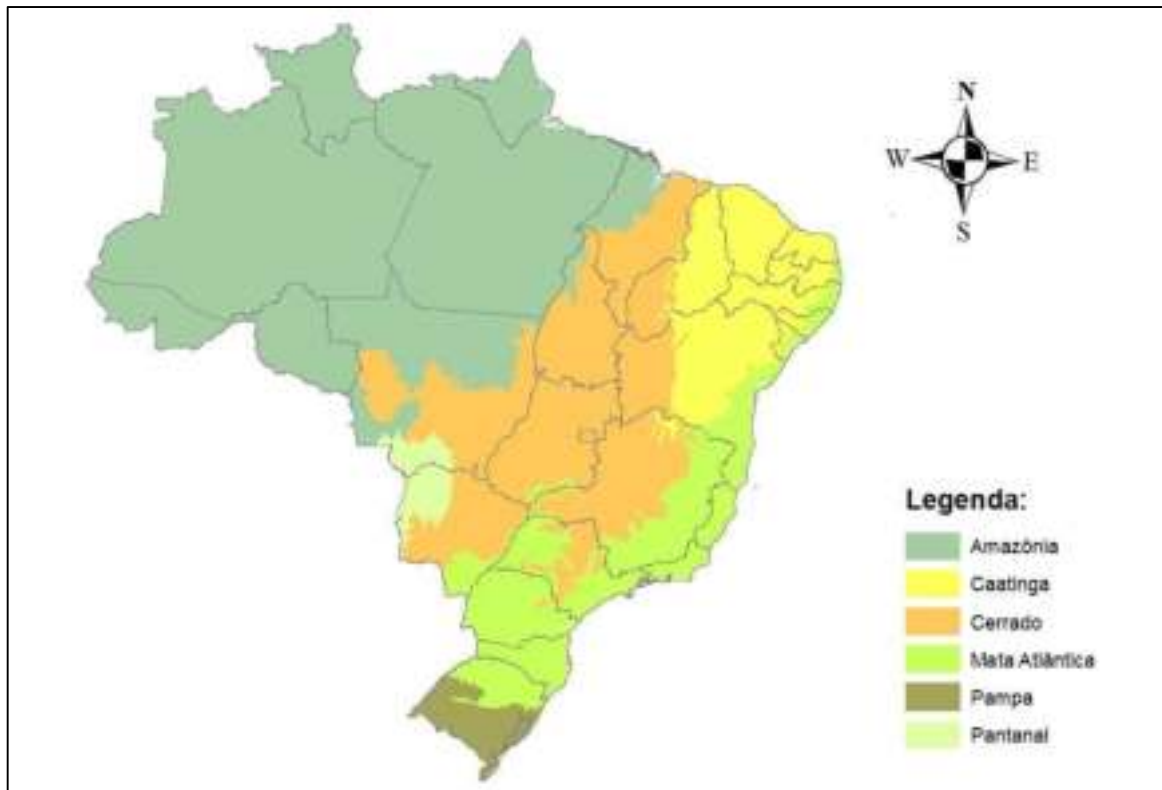 N
W E
S
Legenda:
Amazônia
Caatinga
Cerrado
Mata Atlântica
Pampa
Pantanal